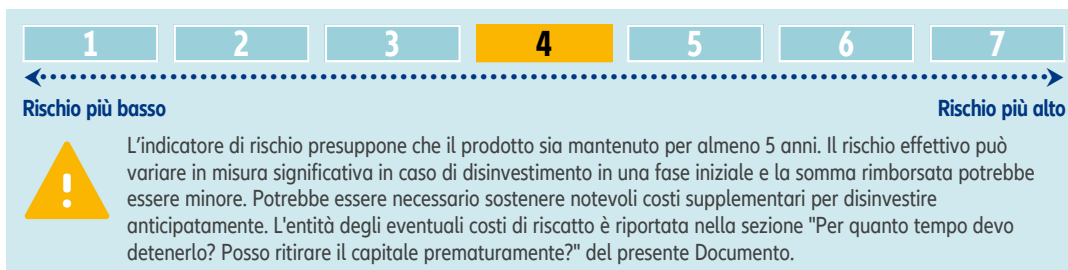 1 2 3 4 5 6 7
Rischio più basso Rischio più alto
L'indicatore di rischio presuppone che il prodotto sia mantenuto per almeno 5 anni. Il rischio effettivo può
variare in misura significativa in caso di disinvestimento in una fase iniziale e la somma rimborsata potrebbe
essere minore. Potrebbe essere necessario sostenere notevoli costi supplementari per disinvestire
anticipatamente. L'entità degli eventuali costi di riscatto è riportata nella sezione "Per quanto tempo devo
detenerlo? Posso ritirare il capitale prematuramente?" del presente Documento.